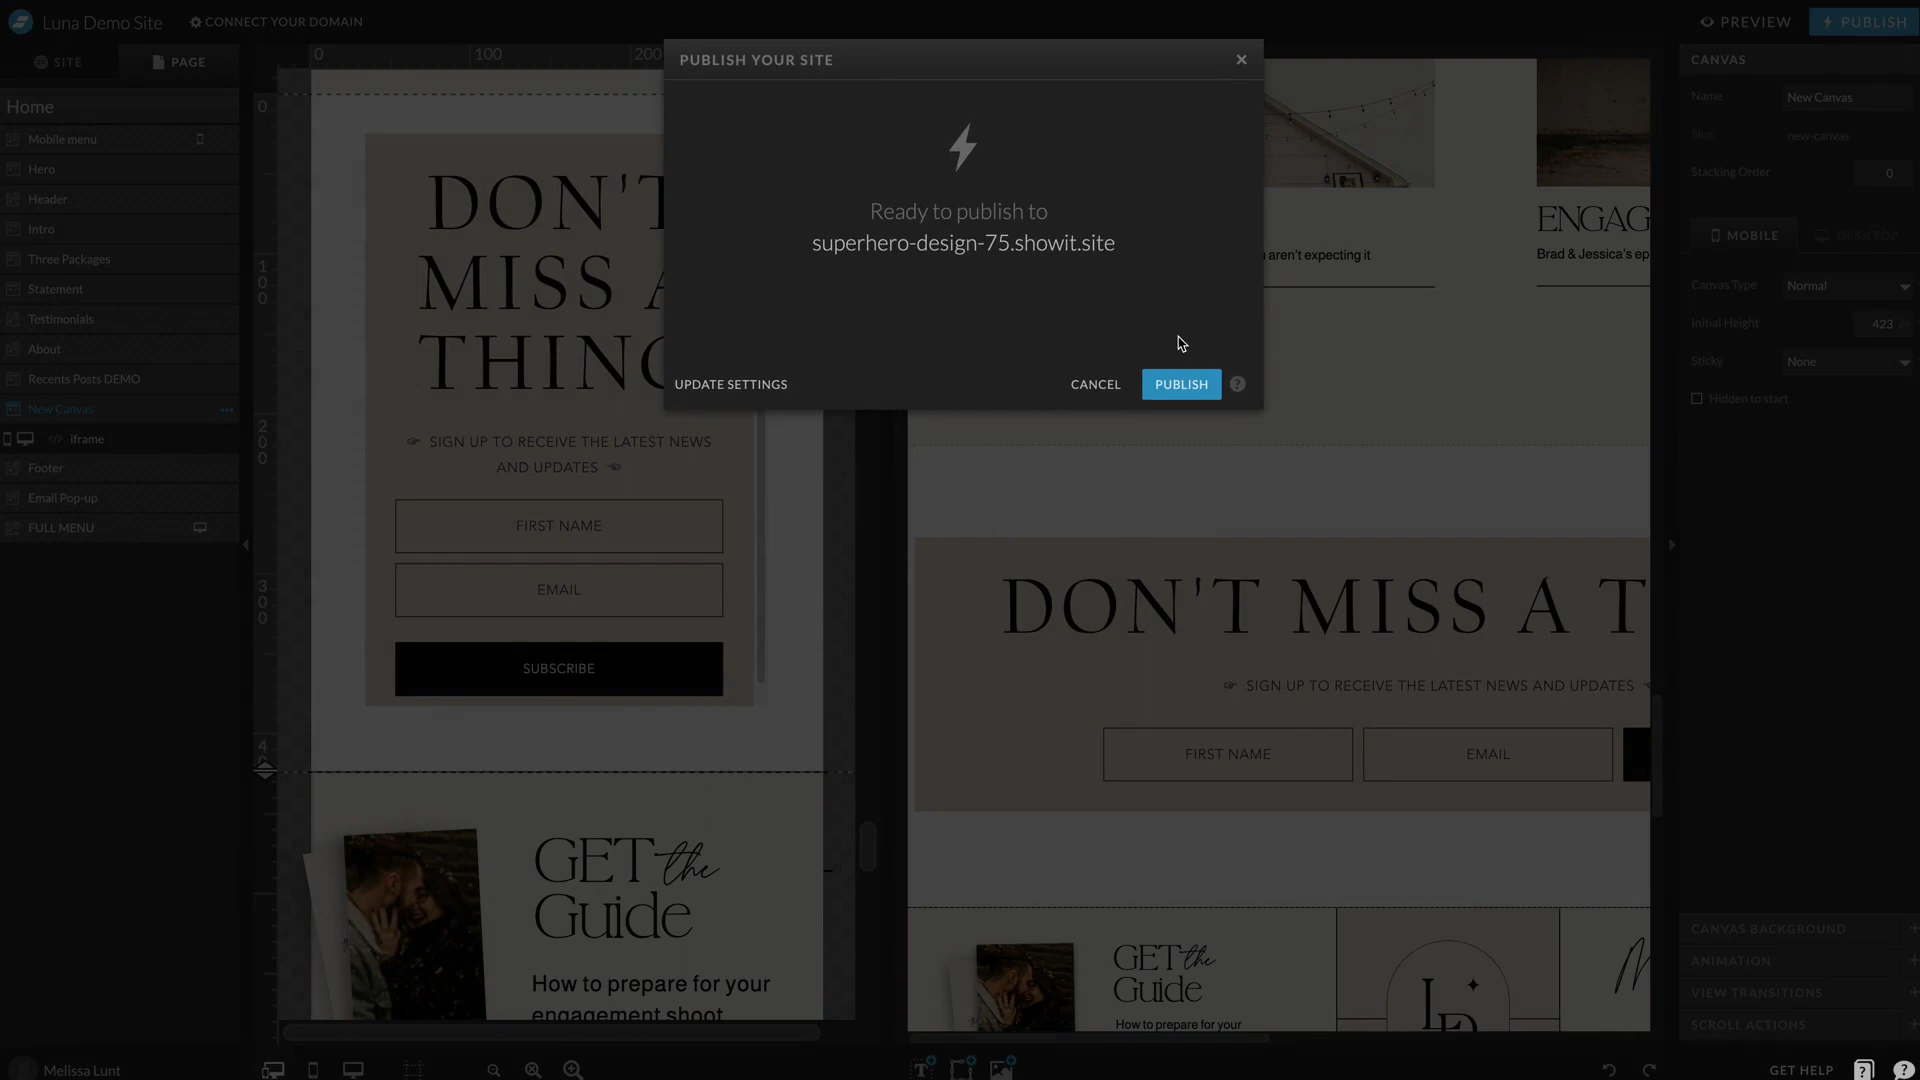 Luna Demo Site
CONNECT YOUR DOMAIN
PREVIEW
PUBLISH
SITE
PAGE
Home
Mobile menu
Hero
Header
Intro
Three Packages
Statement
Testimonials
About
Recents Posts DEMO
New Canvas
iframe
Footer
Email Pop-up
FULL MENU
Melissa Lunt
0
100
200
0
100
200
300
DON'T
MISS A
THING
☞ SIGN UP TO RECEIVE THE LATEST NEWS
AND UPDATES ☜
FIRST NAME
EMAIL
SUBSCRIBE
GET the
Guide
How to prepare for your
engagement shoot
PUBLISH YOUR SITE
Ready to publish to
superhero-design-75.showit.site
UPDATE SETTINGS
CANCEL
PUBLISH
?
aren't expecting it
ENGAG
Brad & Jessica's ep
DON'T MISS A T
☞ SIGN UP TO RECEIVE THE LATEST NEWS AND UPDATES
FIRST NAME
EMAIL
GET the
Guide
How to prepare for your
CANVAS
Name
New Canvas
Slug
new-canvas
Stacking Order
0
MOBILE
DESKTOP
Canvas Type
Normal
Initial Height
423
Sticky
None
Hidden to start
CANVAS BACKGROUND
ANIMATION
VIEW TRANSITIONS
SCROLL ACTIONS
GET HELP